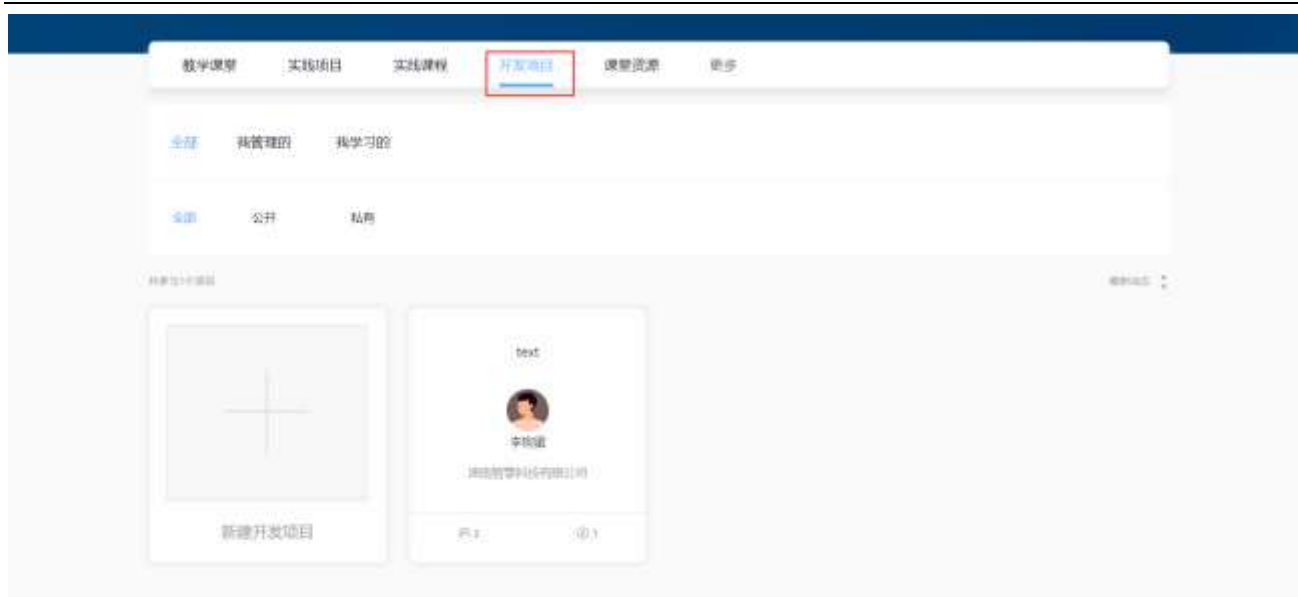 教学课堂 实践项目 实践课程 开发项目 课堂资源 更多
全部 我管理的 我学习的
全部 公开 私有
text
新建开发项目